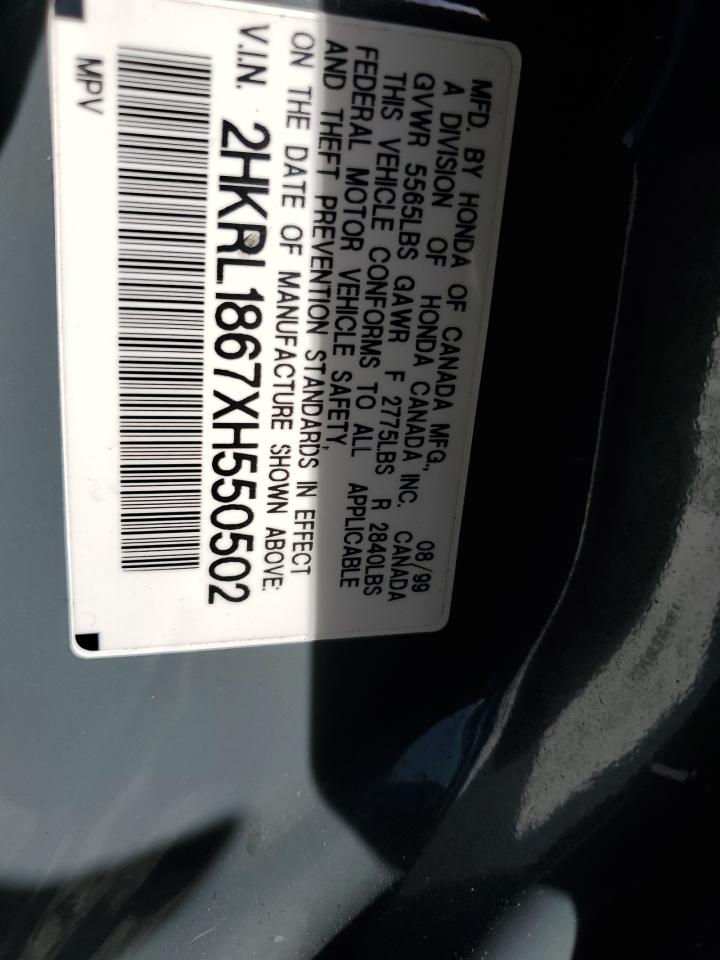 MFD. BY HONDA OF CANADA MFG., 08/99
A DIVISION OF HONDA CANADA INC. CANADA
GVWR 5565LBS GAWR F 2775LBS R 2840LBS
THIS VEHICLE CONFORMS TO ALL APPLICABLE
FEDERAL MOTOR VEHICLE SAFETY,
AND THEFT PREVENTION STANDARDS IN EFFECT
ON THE DATE OF MANUFACTURE SHOWN ABOVE:
V.I.N. 2HKRL1867XH550502
MPV